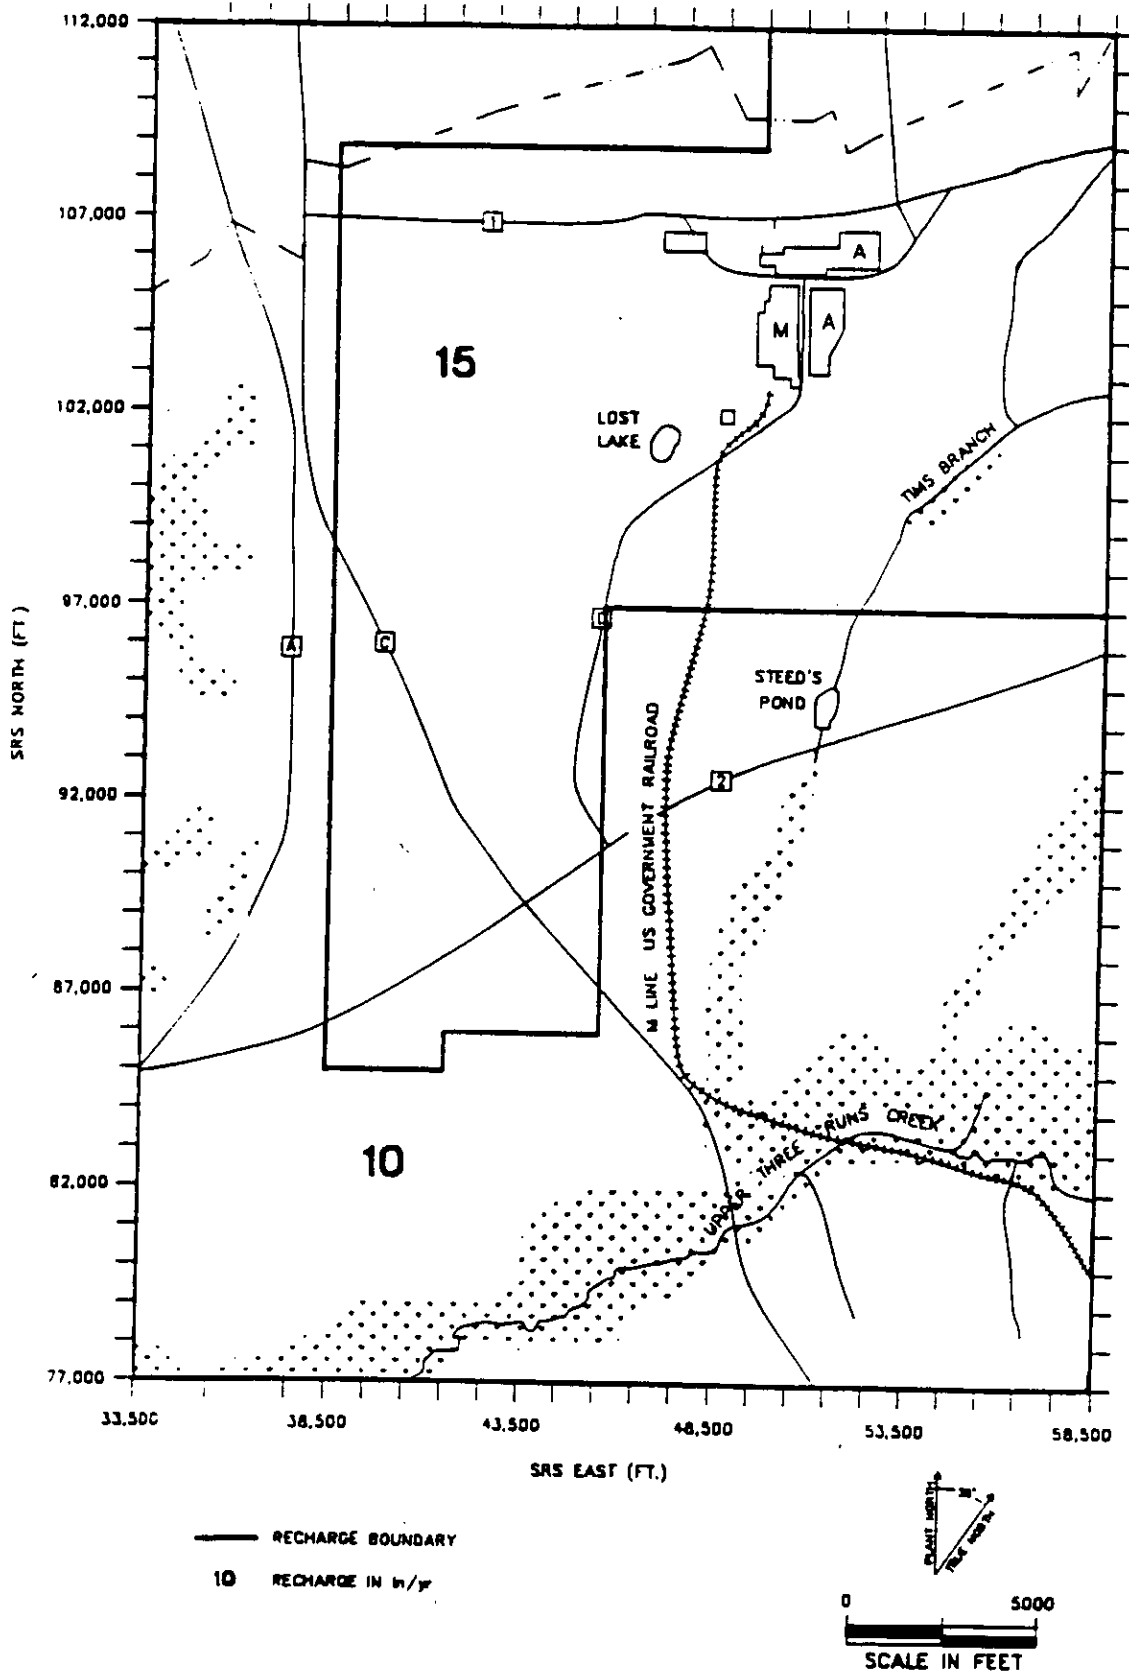 112,000
107,000
1
A
15
M
A
102,000
LOST
LAKE
TIMS BRANCH
97,000
SRS NORTH (FT)
A
C
STEED'S
POND
M LINE US GOVERNMENT RAILROAD
2
92,000
87,000
10
UPPER THREE RUNS CREEK
82,000
77,000
33,500
38,500
43,500
48,500
53,500
58,500
SRS EAST (FT.)
PLANT NORTH
TRUE NORTH
RECHARGE BOUNDARY
10 RECHARGE IN in/yr
0 5000
SCALE IN FEET